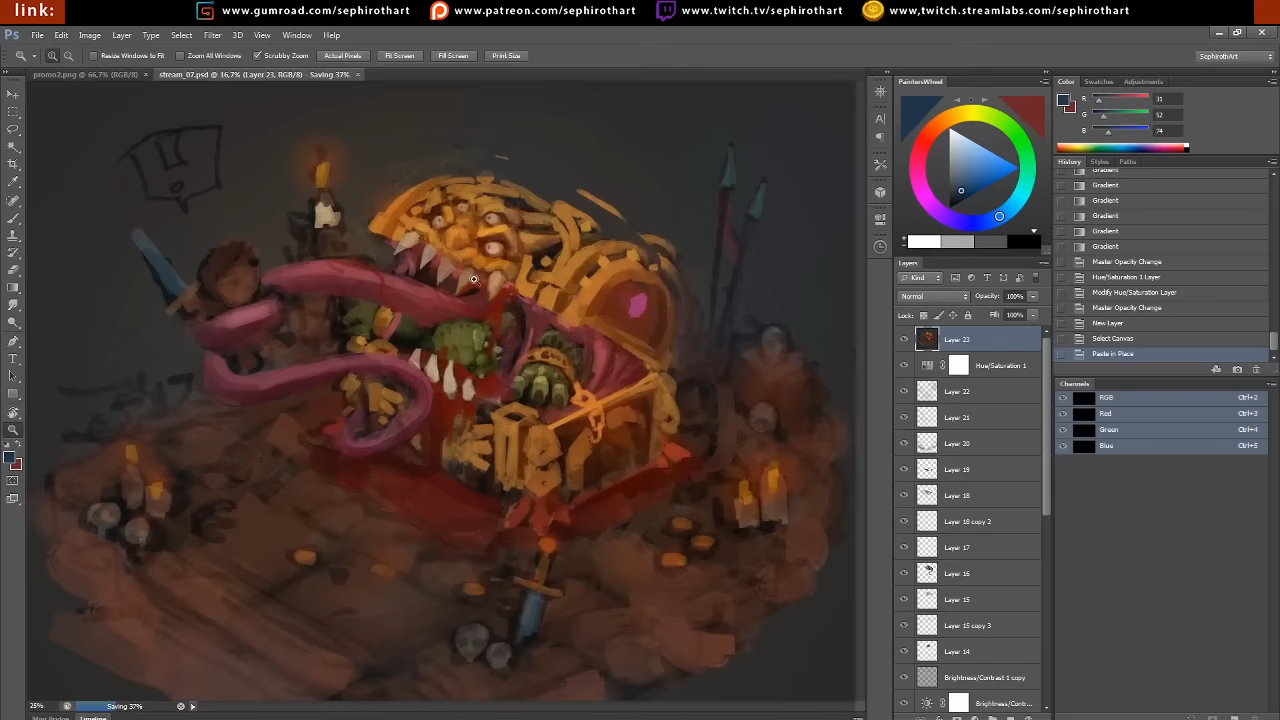 link:
www.gumroad.com/sephirothart
www.patreon.com/sephirothart
www.twitch.tv/sephirothart
www,twitch.streamlabs.com/sephirothart
Ps File Edit Image Layer Type Select Filter 3D View Window Help
Resize Windows to Fit Zoom All Windows Scrubby Zoom Actual Pixels Fit Screen Fill Screen Print Size SephirothArt
promo2.png @ 66,7% (RGB/8) × stream_07.psd @ 16,7% (Layer 23, RGB/8) - Saving 37% ×
PaintersWheel
Color Swatches Adjustments
R 31
G 52
B 74
History Styles Paths
Gradient
Gradient
Gradient
Gradient
Gradient
Gradient
Master Opacity Change
Hue/Saturation 1 Layer
Modify Hue/Saturation Layer
Master Opacity Change
New Layer
Select Canvas
Paste in Place
Layers
Kind
Normal Opacity: 100%
Lock: Fill: 100%
Layer 23
Hue/Saturation 1
Layer 22
Layer 21
Layer 20
Layer 19
Layer 18
Layer 18 copy 2
Layer 17
Layer 16
Layer 15
Layer 15 copy 3
Layer 14
Brightness/Contrast 1 copy
Brightness/Contr...
Channels
RGB Ctrl+2
Red Ctrl+3
Green Ctrl+4
Blue Ctrl+5
25% Saving 37%
Mini Bridge Timeline